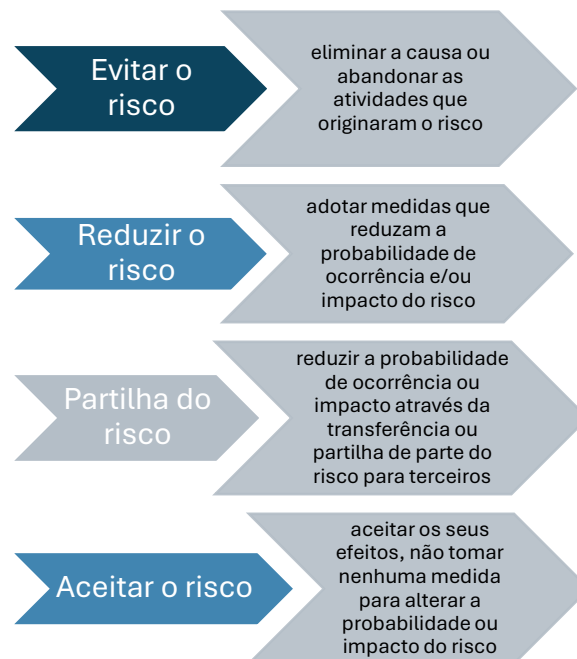 Evitar o
risco
eliminar a causa ou
abandonar as
atividades que
originaram o risco
Reduzir o
risco
adotar medidas que
reduzam a
probabilidade de
ocorrência e/ou
impacto do risco
Partilha do
risco
reduzir a probabilidade
de ocorrência ou
impacto através da
transferência ou
partilha de parte do
risco para terceiros
Aceitar o risco
aceitar os seus
efeitos, não tomar
nenhuma medida
para alterar a
probabilidade ou
impacto do risco